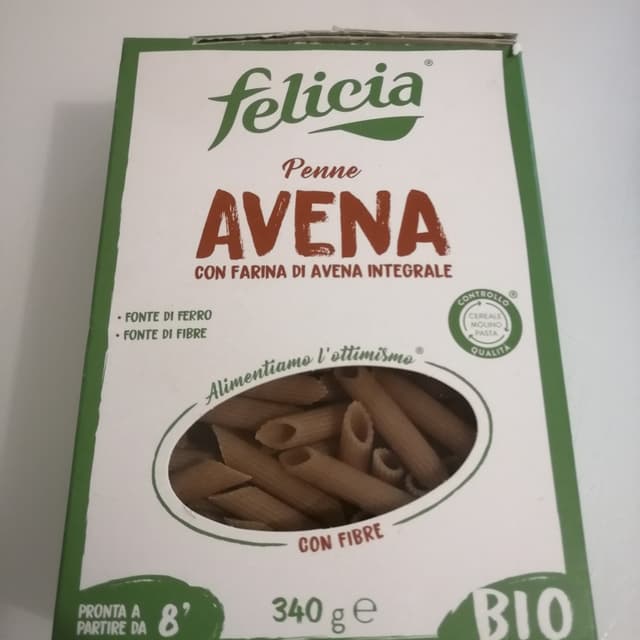 felicia®
Penne
AVENA
CON FARINA DI AVENA INTEGRALE
• FONTE DI FERRO
• FONTE DI FIBRE
CONTROLLO®
CEREALE
MOLINO
PASTA
QUALITÀ
Alimentiamo l'ottimismo®
CON FIBRE
PRONTA A
PARTIRE DA 8'
340 g e
BIO